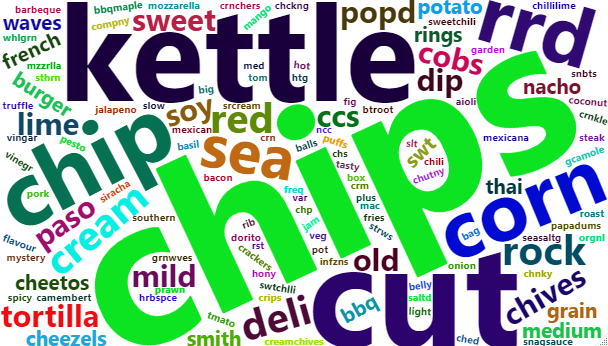 barbeque
bbqmaple
mozzarella
crnchers
chckng
chillilime
waves
compny
sweet
mango
popd
potato
sweetchili
rrd
whlgrn
french
kettle
rings
garden
mzzrlla
sthrn
cobs
snbts
burger
big
med
tom
hot
htg
dip
nacho
truffle
jalapeno
slow
srcream
fig
btroot
aioli
coconut
crnkle
lime
soy
red
ccs
vingar
pesto
mexican
crn
ncc
puffs
slt
swt
mexicana
steak
basil
sea
balls
chs
tasty
chili
gcamole
vinegr
chip
chips
bacon
box
crm
chutny
thai
pork
siracha
freq
var
plus
mac
corn
paso
southern
chp
jam
fries
strws
bag
roast
papadums
flavour
cream
rib
veg
seasaltg
orgnl
mystery
dorito
rst
crackers
pot
infzns
old
onion
rock
grnwves
cheetos
mild
hony
belly
chnky
spicy
camembert
prawn
swtchlli
saltd
chives
hrbspce
crips
bbq
light
grain
tortilla
tmato
deli
cut
medium
cheezels
smith
creamchives
ched
snagsauce